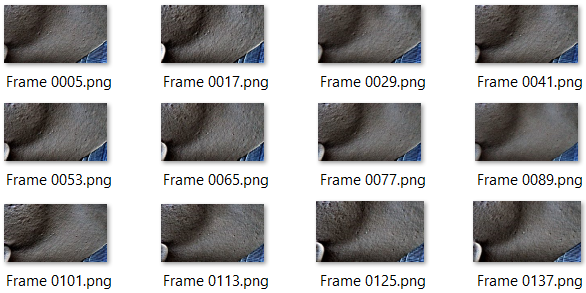 Frame 0005.png Frame 0017.png Frame 0029.png Frame 0041.png
Frame 0053.png Frame 0065.png Frame 0077.png Frame 0089.png
Frame 0101.png Frame 0113.png Frame 0125.png Frame 0137.png